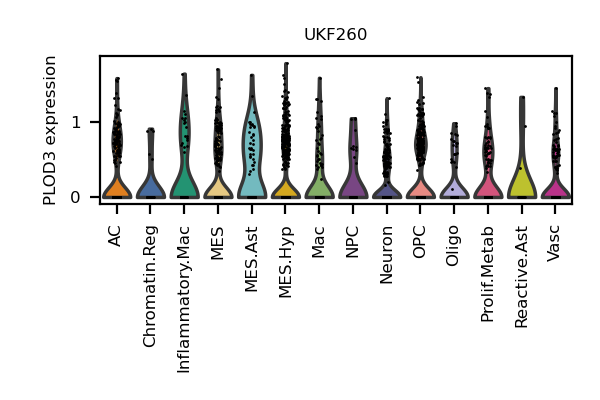 UKF260
PLOD3 expression
1
0
AC
Chromatin.Reg
Inflammatory.Mac
MES
MES.Ast
MES.Hyp
Mac
NPC
Neuron
OPC
Oligo
Prolif.Metab
Reactive.Ast
Vasc